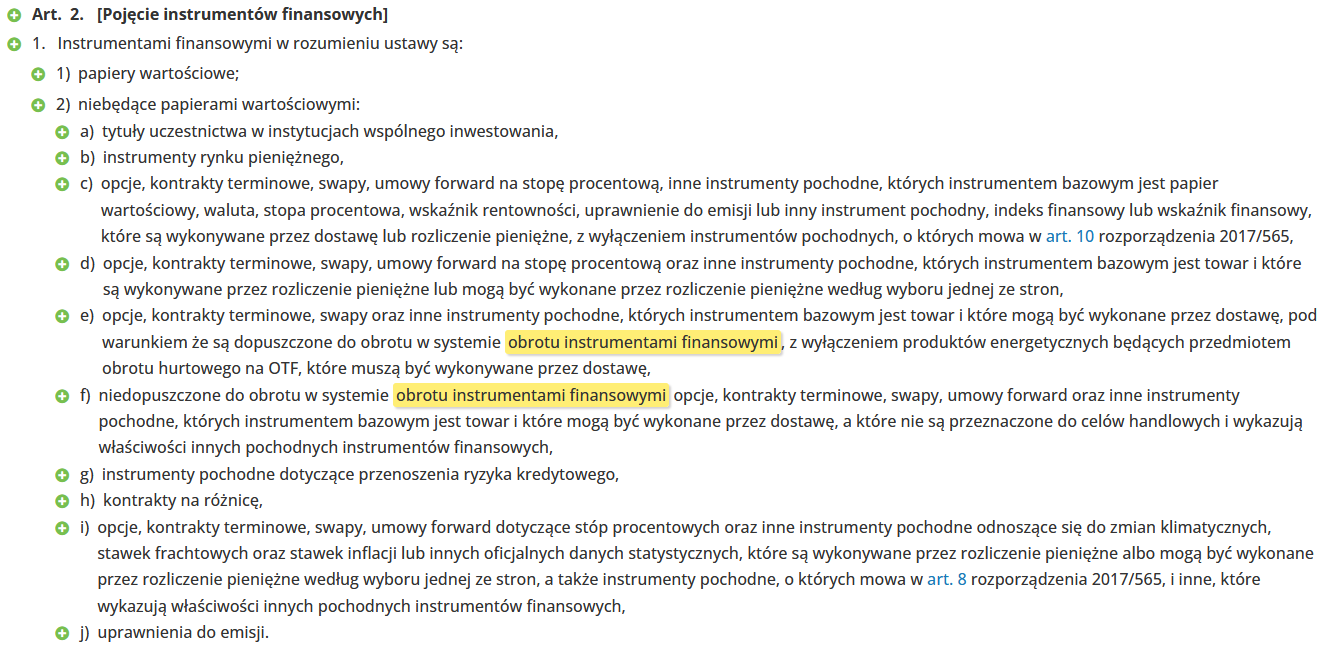 Art. 2. [Pojęcie instrumentów finansowych]
1. Instrumentami finansowymi w rozumieniu ustawy są:
1) papiery wartościowe;
2) niebędące papierami wartościowymi:
a) tytuły uczestnictwa w instytucjach wspólnego inwestowania,
b) instrumenty rynku pieniężnego,
c) opcje, kontrakty terminowe, swapy, umowy forward na stopę procentową, inne instrumenty pochodne, których instrumentem bazowym jest papier
wartościowy, waluta, stopa procentowa, wskaźnik rentowności, uprawnienie do emisji lub inny instrument pochodny, indeks finansowy lub wskaźnik finansowy,
które są wykonywane przez dostawę lub rozliczenie pieniężne, z wyłączeniem instrumentów pochodnych, o których mowa w art. 10 rozporządzenia 2017/565,
d) opcje, kontrakty terminowe, swapy, umowy forward na stopę procentową oraz inne instrumenty pochodne, których instrumentem bazowym jest towar i które
są wykonywane przez rozliczenie pieniężne lub mogą być wykonane przez rozliczenie pieniężne według wyboru jednej ze stron,
e) opcje, kontrakty terminowe, swapy oraz inne instrumenty pochodne, których instrumentem bazowym jest towar i które mogą być wykonane przez dostawę, pod
warunkiem że są dopuszczone do obrotu w systemie obrotu instrumentami finansowymi, z wyłączeniem produktów energetycznych będących przedmiotem
obrotu hurtowego na OTF, które muszą być wykonywane przez dostawę,
f) niedopuszczone do obrotu w systemie obrotu instrumentami finansowymi opcje, kontrakty terminowe, swapy, umowy forward oraz inne instrumenty
pochodne, których instrumentem bazowym jest towar i które mogą być wykonane przez dostawę, a które nie są przeznaczone do celów handlowych i wykazują
właściwości innych pochodnych instrumentów finansowych,
g) instrumenty pochodne dotyczące przenoszenia ryzyka kredytowego,
h) kontrakty na różnicę,
i) opcje, kontrakty terminowe, swapy, umowy forward dotyczące stóp procentowych oraz inne instrumenty pochodne odnoszące się do zmian klimatycznych,
stawek frachtowych oraz stawek inflacji lub innych oficjalnych danych statystycznych, które są wykonywane przez rozliczenie pieniężne albo mogą być wykonane
przez rozliczenie pieniężne według wyboru jednej ze stron, a także instrumenty pochodne, o których mowa w art. 8 rozporządzenia 2017/565, i inne, które
wykazują właściwości innych pochodnych instrumentów finansowych,
j) uprawnienia do emisji.